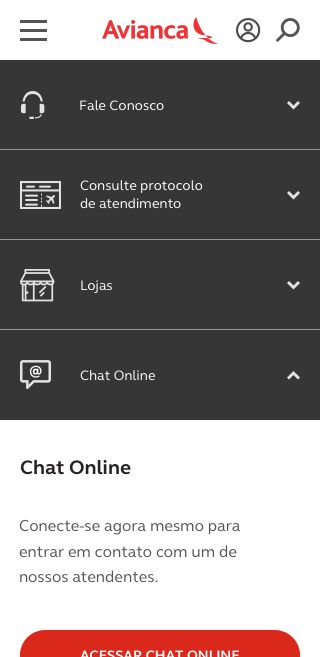 Avianca
Fale Conosco
Consulte protocolo
de atendimento
Lojas
@
Chat Online
Chat Online
Conecte-se agora mesmo para
entrar em contato com um de
nossos atendentes.
ACESSAR CHAT ONLINE